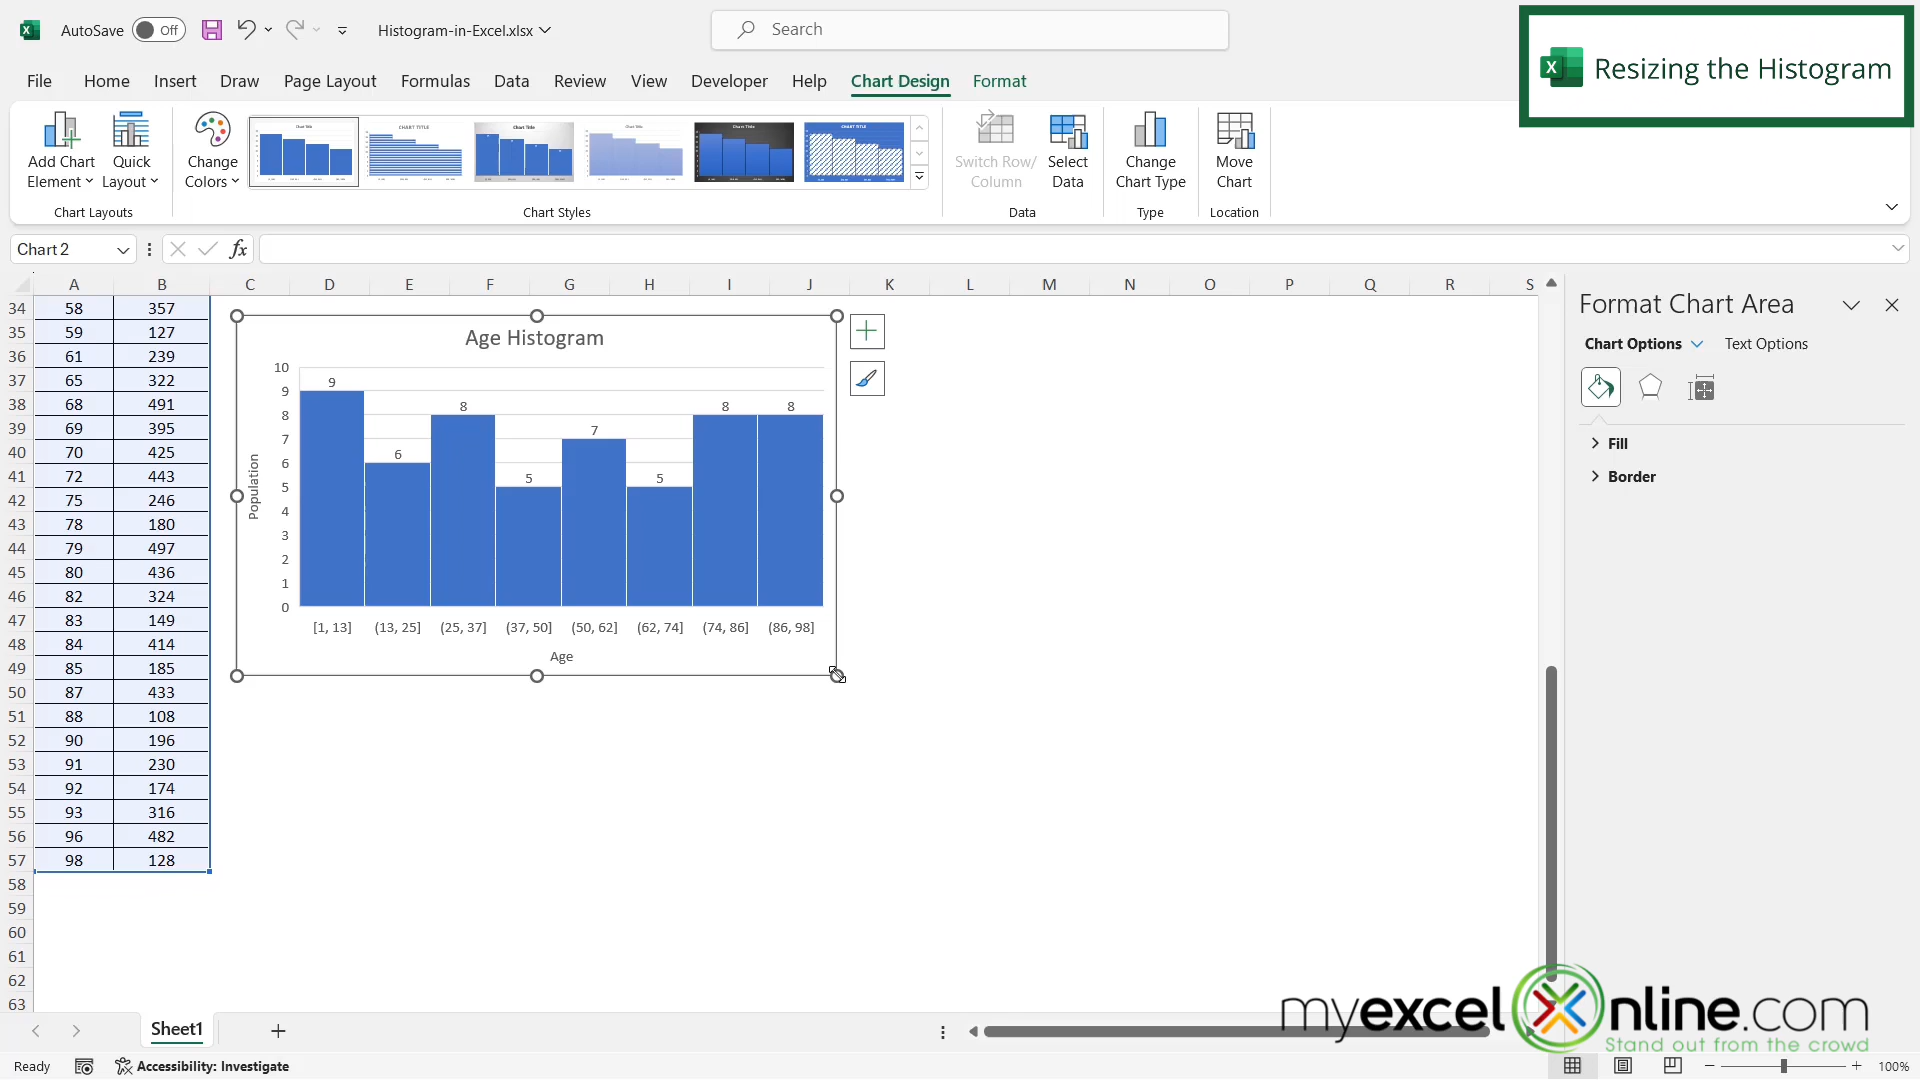 AutoSave Off Histogram-in-Excel.xlsx Search
Resizing the Histogram
File Home Insert Draw Page Layout Formulas Data Review View Developer Help Chart Design Format
Add Chart Element Quick Layout
Chart Layouts
Change Colors
Chart Styles
Switch Row/ Column Select Data
Data
Change Chart Type
Type
Move Chart
Location
Chart 2 fx
A B C D E F G H I J K L M N O P Q R S
34 58 357
35 59 127
36 61 239
37 65 322
38 68 491
39 69 395
40 70 425
41 72 443
42 75 246
43 78 180
44 79 497
45 80 436
46 82 324
47 83 149
48 84 414
49 85 185
50 87 433
51 88 108
52 90 196
53 91 230
54 92 174
55 93 316
56 96 482
57 98 128
58
59
60
61
62
63
Age Histogram
Population
10
9
8
7
6
5
4
3
2
1
0
9 6 8 5 7 5 8 8
[1, 13] (13, 25] (25, 37] (37, 50] (50, 62] (62, 74] (74, 86] (86, 98]
Age
Format Chart Area
Chart Options Text Options
Fill
Border
Sheet1
myexcelonline.com
Stand out from the crowd
Ready Accessibility: Investigate 100%